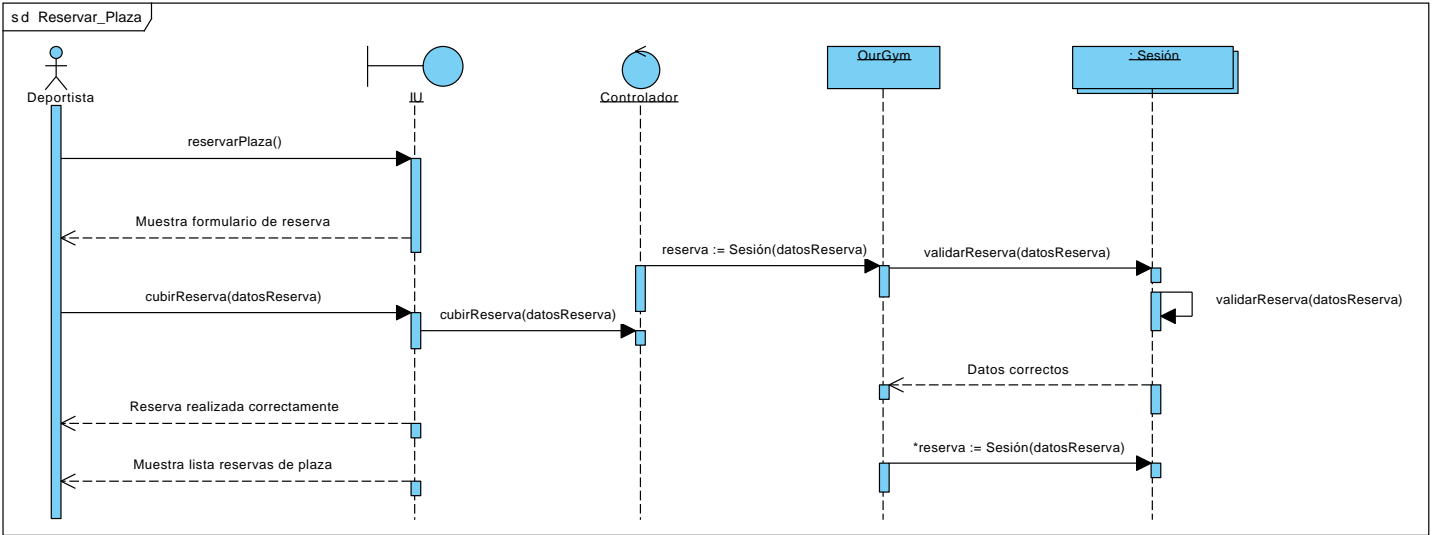 sd Reservar_Plaza
Deportista
IU
Controlador
OurGym
: Sesión
reservarPlaza()
Muestra formulario de reserva
reserva := Sesión(datosReserva)
validarReserva(datosReserva)
cubirReserva(datosReserva)
cubirReserva(datosReserva)
validarReserva(datosReserva)
Datos correctos
Reserva realizada correctamente
*reserva := Sesión(datosReserva)
Muestra lista reservas de plaza